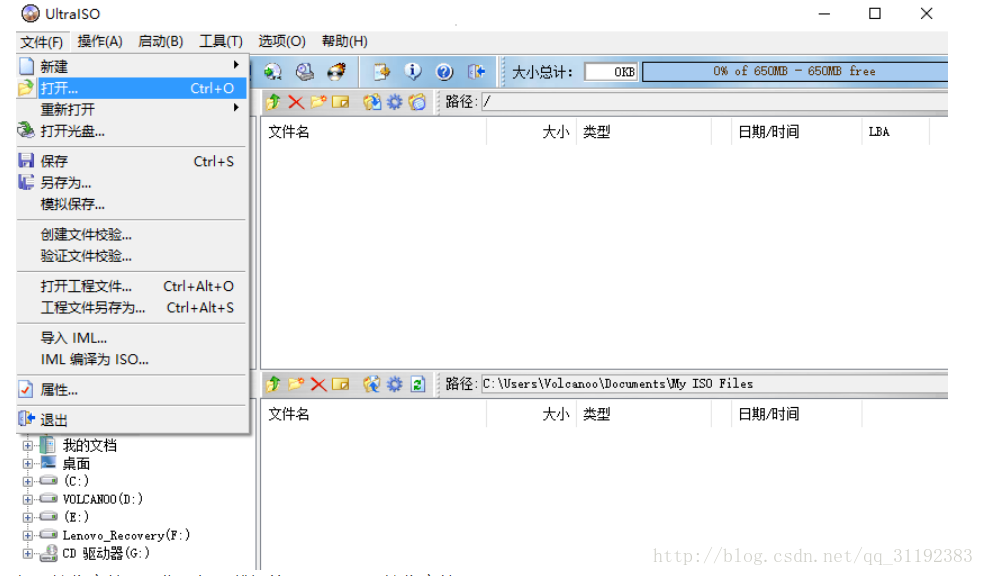 UltraISO
文件(F) 操作(A) 启动(B) 工具(T) 选项(O) 帮助(H)
新建
打开... Ctrl+O
重新打开
打开光盘...
保存 Ctrl+S
另存为...
模拟保存...
创建文件校验...
验证文件校验...
打开工程文件... Ctrl+Alt+O
工程文件另存为... Ctrl+Alt+S
导入 IML...
IML 编译为 ISO...
属性...
退出
大小总计: 0KB 0% of 650MB - 650MB free
路径: /
文件名 大小 类型 日期/时间 LBA
路径: C:\Users\Volcanoo\Documents\My ISO Files
文件名 大小 类型 日期/时间
我的文档
桌面
(C:)
VOLCANOO(D:)
(E:)
Lenovo_Recovery(F:)
CD 驱动器(G:)
http://blog.csdn.net/qq_31192383